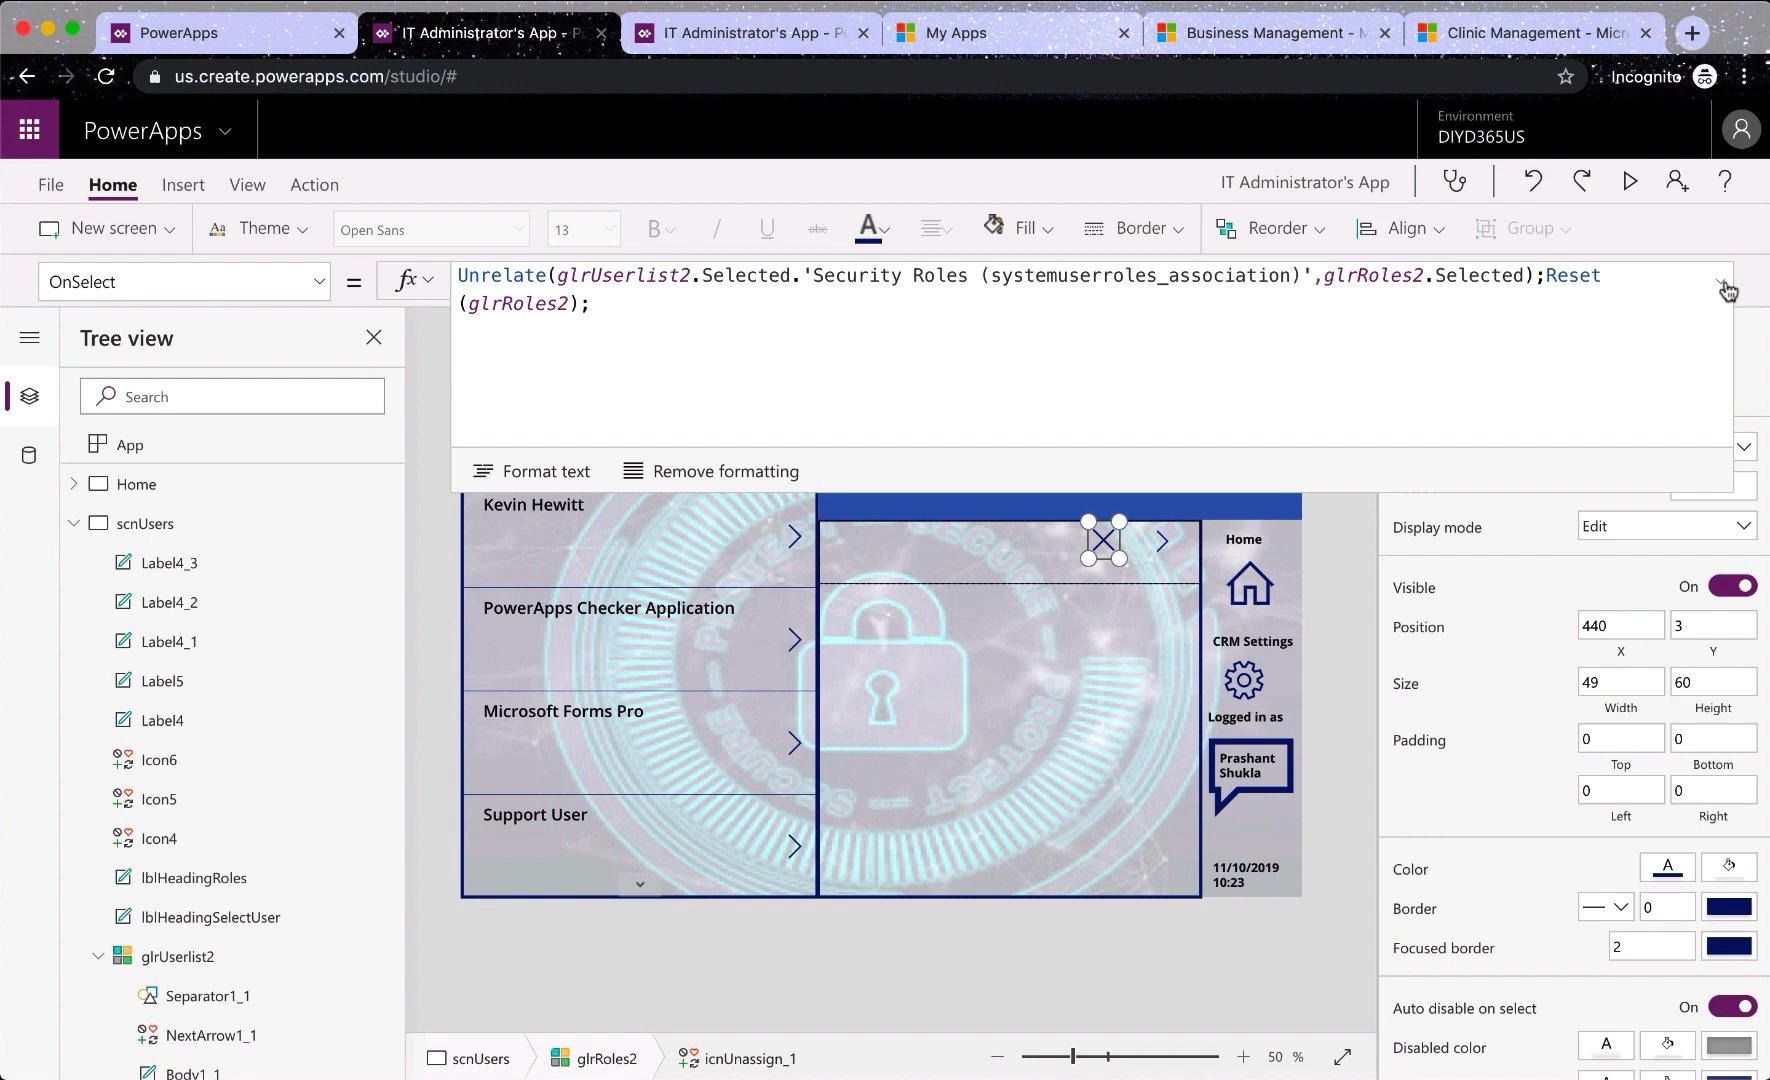 PowerApps
IT Administrator's App - P
IT Administrator's App - P
My Apps
Business Management - M
Clinic Management - Micr
us.create.powerapps.com/studio/#
Incognito
PowerApps
Environment
DIYD365US
File
Home
Insert
View
Action
IT Administrator's App
New screen
Theme
Open Sans
13
B
/
U
abc
A
Fill
Border
Reorder
Align
Group
OnSelect
=
fx
Unrelate(glrUserlist2.Selected.'Security Roles (systemuserroles_association)',glrRoles2.Selected);Reset
(glrRoles2);
Format text
Remove formatting
Tree view
Search
App
Home
scnUsers
Label4_3
Label4_2
Label4_1
Label5
Label4
Icon6
Icon5
Icon4
lblHeadingRoles
lblHeadingSelectUser
glrUserlist2
Separator1_1
NextArrow1_1
Body1_1
Kevin Hewitt
PowerApps Checker Application
Microsoft Forms Pro
Support User
Home
CRM Settings
Logged in as
Prashant
Shukla
11/10/2019
10:23
Display mode
Edit
Visible
On
Position
440
3
X
Y
Size
49
60
Width
Height
Padding
0
0
Top
Bottom
0
0
Left
Right
Color
A
Border
0
Focused border
2
Auto disable on select
On
Disabled color
A
scnUsers
glrRoles2
icnUnassign_1
50 %